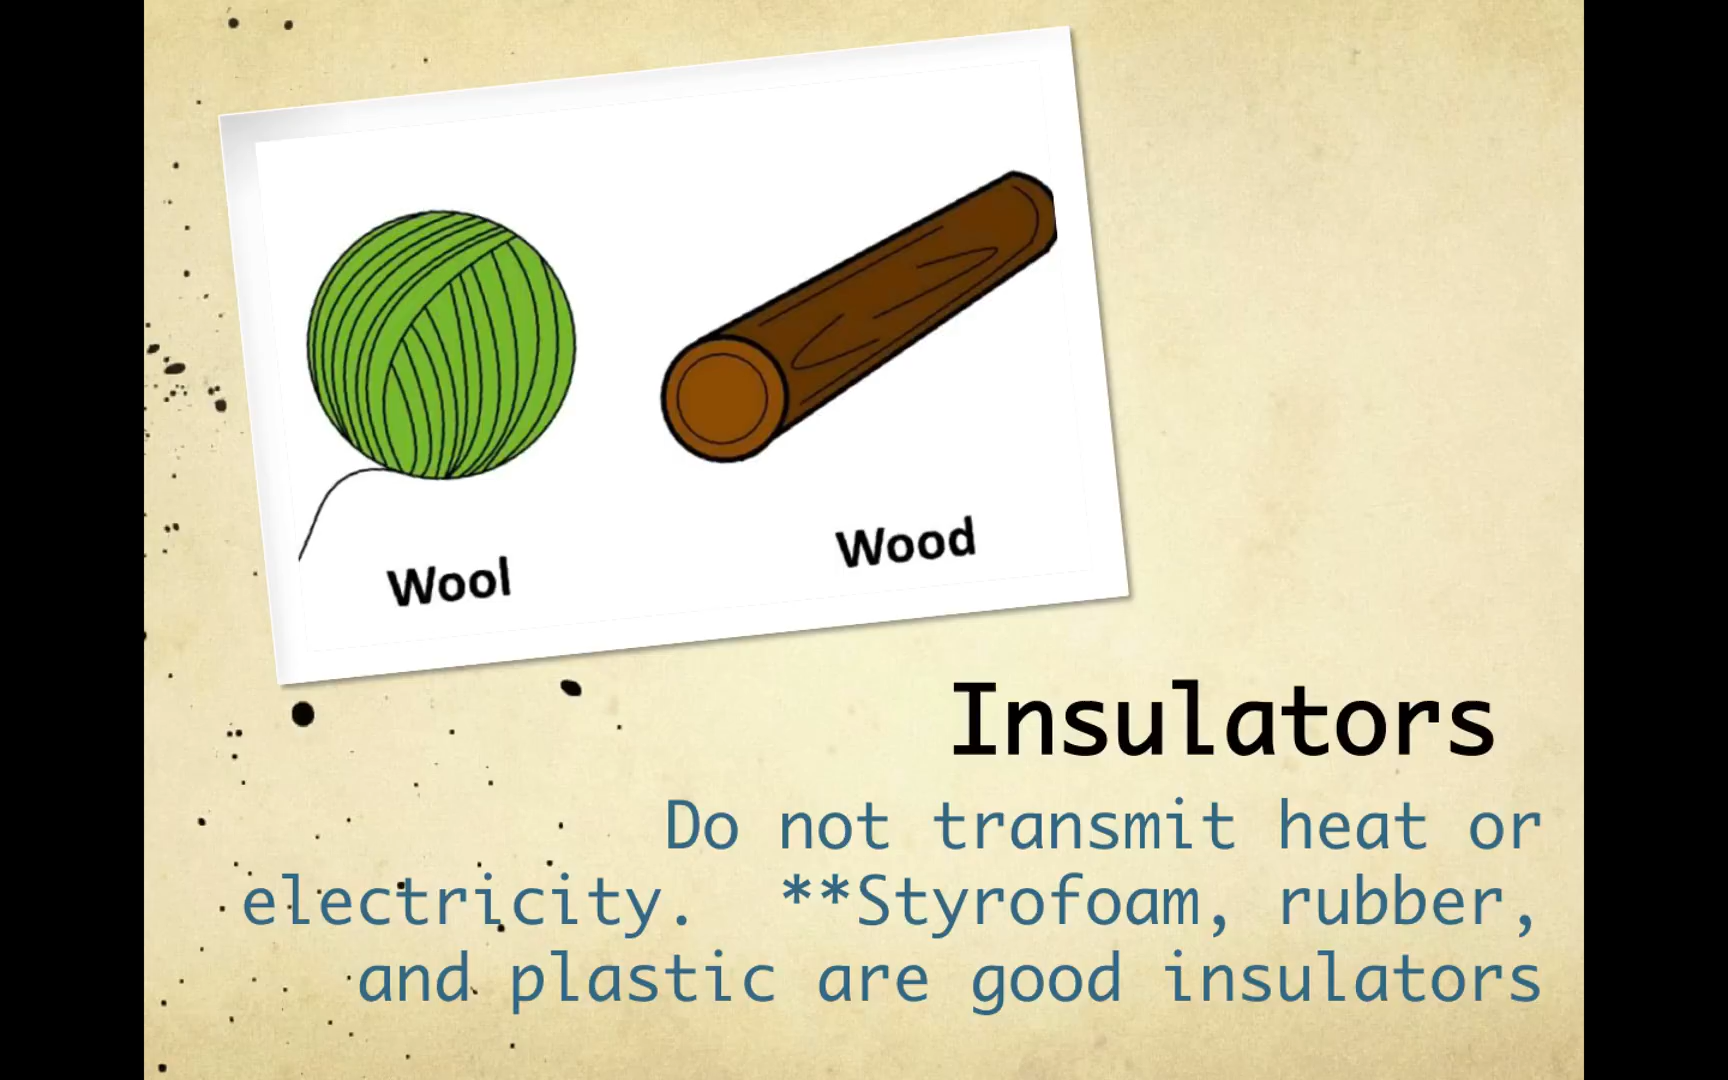 Wool
Wood
Insulators
Do not transmit heat or
electricity.  **Styrofoam, rubber,
and plastic are good insulators